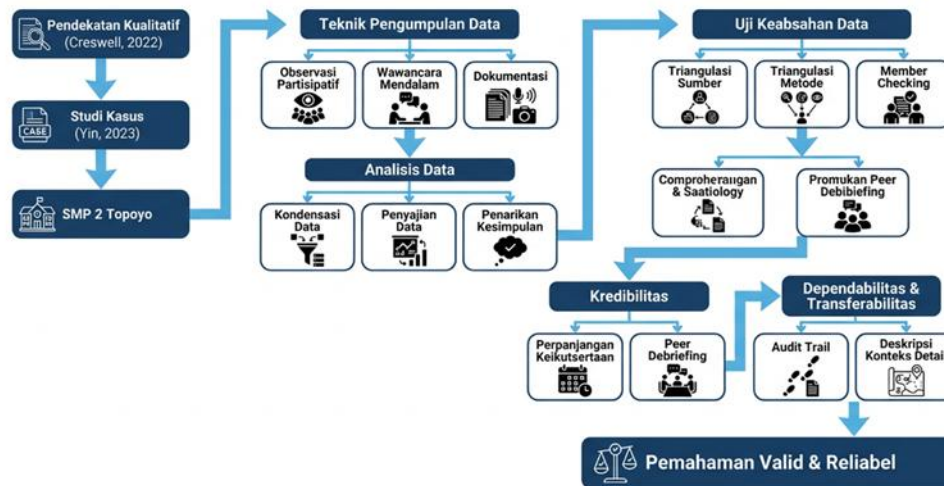 Pendekatan Kualitatif
(Creswell, 2022)
Studi Kasus
(Yin, 2023)
CASE
SMP 2 Topoyo
Teknik Pengumpulan Data
Observasi
Partisipatif
Wawancara
Mendalam
Dokumentasi
Analisis Data
Kondensasi
Data
Penyajian
Data
Penarikan
Kesimpulan
Uji Keabsahan Data
Triangulasi
Sumber
Triangulasi
Metode
Member
Checking
& Saatiology
Promukan Peer
Debibiefing
Kredibilitas
Perpanjangan
Keikutsertaan
Peer
Debriefing
Dependabilitas &
Transferabilitas
Audit Trail
Deskripsi
Konteks Detai
Pemahaman Valid & Reliabel